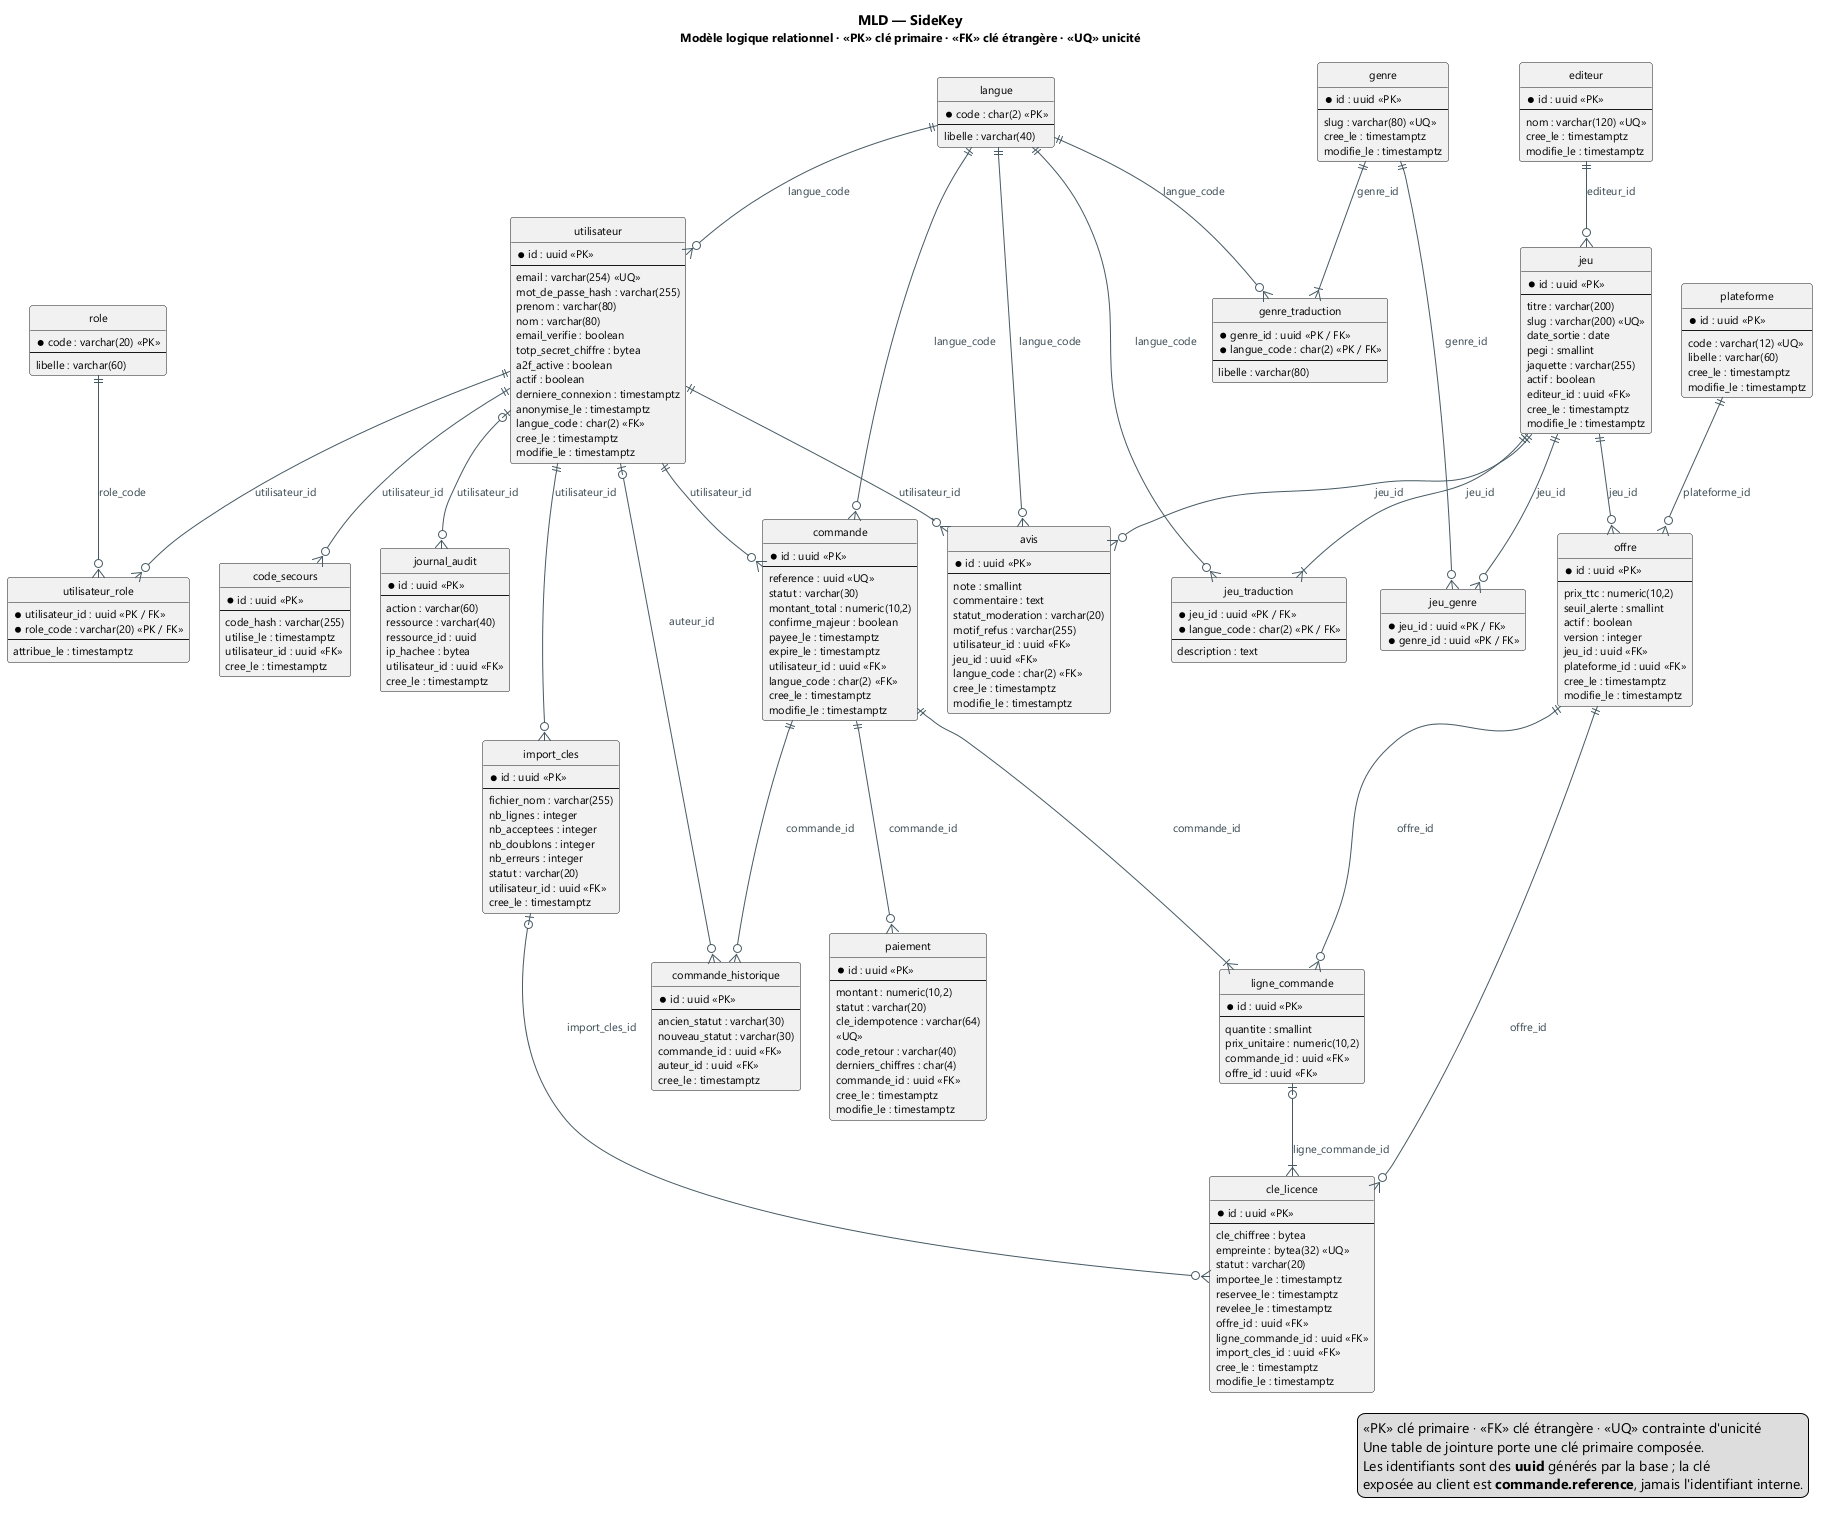 MLD — SideKey
Modèle logique relationnel · «PK» clé primaire · «FK» clé étrangère · «UQ» unicité
langue
code : char(2) «PK»
libelle : varchar(40)
genre
id : uuid «PK»
slug : varchar(80) «UQ»
cree_le : timestamptz
modifie_le : timestamptz
editeur
id : uuid «PK»
nom : varchar(120) «UQ»
cree_le : timestamptz
modifie_le : timestamptz
langue_code
langue_code
genre_id
editeur_id
utilisateur
id : uuid «PK»
email : varchar(254) «UQ»
mot_de_passe_hash : varchar(255)
prenom : varchar(80)
nom : varchar(80)
email_verifie : boolean
totp_secret_chiffre : bytea
a2f_active : boolean
actif : boolean
derniere_connexion : timestamptz
anonymise_le : timestamptz
langue_code : char(2) «FK»
cree_le : timestamptz
modifie_le : timestamptz
role
code : varchar(20) «PK»
libelle : varchar(60)
langue_code
langue_code
langue_code
genre_traduction
genre_id : uuid «PK / FK»
langue_code : char(2) «PK / FK»
libelle : varchar(80)
genre_id
jeu
id : uuid «PK»
titre : varchar(200)
slug : varchar(200) «UQ»
date_sortie : date
pegi : smallint
jaquette : varchar(255)
actif : boolean
editeur_id : uuid «FK»
cree_le : timestamptz
modifie_le : timestamptz
plateforme
id : uuid «PK»
code : varchar(12) «UQ»
libelle : varchar(60)
cree_le : timestamptz
modifie_le : timestamptz
role_code
utilisateur_id
utilisateur_id
utilisateur_id
utilisateur_id
utilisateur_id
utilisateur_id
jeu_id
jeu_id
jeu_id
jeu_id
plateforme_id
utilisateur_role
utilisateur_id : uuid «PK / FK»
role_code : varchar(20) «PK / FK»
attribue_le : timestamptz
code_secours
id : uuid «PK»
code_hash : varchar(255)
utilise_le : timestamptz
utilisateur_id : uuid «FK»
cree_le : timestamptz
journal_audit
id : uuid «PK»
action : varchar(60)
ressource : varchar(40)
ressource_id : uuid
ip_hachee : bytea
utilisateur_id : uuid «FK»
cree_le : timestamptz
auteur_id
commande
id : uuid «PK»
reference : uuid «UQ»
statut : varchar(30)
montant_total : numeric(10,2)
confirme_majeur : boolean
payee_le : timestamptz
expire_le : timestamptz
utilisateur_id : uuid «FK»
langue_code : char(2) «FK»
cree_le : timestamptz
modifie_le : timestamptz
avis
id : uuid «PK»
note : smallint
commentaire : text
statut_moderation : varchar(20)
motif_refus : varchar(255)
utilisateur_id : uuid «FK»
jeu_id : uuid «FK»
langue_code : char(2) «FK»
cree_le : timestamptz
modifie_le : timestamptz
jeu_traduction
jeu_id : uuid «PK / FK»
langue_code : char(2) «PK / FK»
description : text
jeu_genre
jeu_id : uuid «PK / FK»
genre_id : uuid «PK / FK»
offre
id : uuid «PK»
prix_ttc : numeric(10,2)
seuil_alerte : smallint
actif : boolean
version : integer
jeu_id : uuid «FK»
plateforme_id : uuid «FK»
cree_le : timestamptz
modifie_le : timestamptz
import_cles
id : uuid «PK»
fichier_nom : varchar(255)
nb_lignes : integer
nb_acceptees : integer
nb_doublons : integer
nb_erreurs : integer
statut : varchar(20)
utilisateur_id : uuid «FK»
cree_le : timestamptz
commande_id
commande_id
commande_id
offre_id
commande_historique
id : uuid «PK»
ancien_statut : varchar(30)
nouveau_statut : varchar(30)
commande_id : uuid «FK»
auteur_id : uuid «FK»
cree_le : timestamptz
paiement
id : uuid «PK»
montant : numeric(10,2)
statut : varchar(20)
cle_idempotence : varchar(64)
«UQ»
code_retour : varchar(40)
derniers_chiffres : char(4)
commande_id : uuid «FK»
cree_le : timestamptz
modifie_le : timestamptz
ligne_commande
id : uuid «PK»
quantite : smallint
prix_unitaire : numeric(10,2)
commande_id : uuid «FK»
offre_id : uuid «FK»
import_cles_id
offre_id
ligne_commande_id
cle_licence
id : uuid «PK»
cle_chiffree : bytea
empreinte : bytea(32) «UQ»
statut : varchar(20)
importee_le : timestamptz
reservee_le : timestamptz
revelee_le : timestamptz
offre_id : uuid «FK»
ligne_commande_id : uuid «FK»
import_cles_id : uuid «FK»
cree_le : timestamptz
modifie_le : timestamptz
«PK» clé primaire · «FK» clé étrangère · «UQ» contrainte d'unicité
Une table de jointure porte une clé primaire composée.
Les identifiants sont des uuid générés par la base ; la clé
exposée au client est commande.reference, jamais l'identifiant interne.